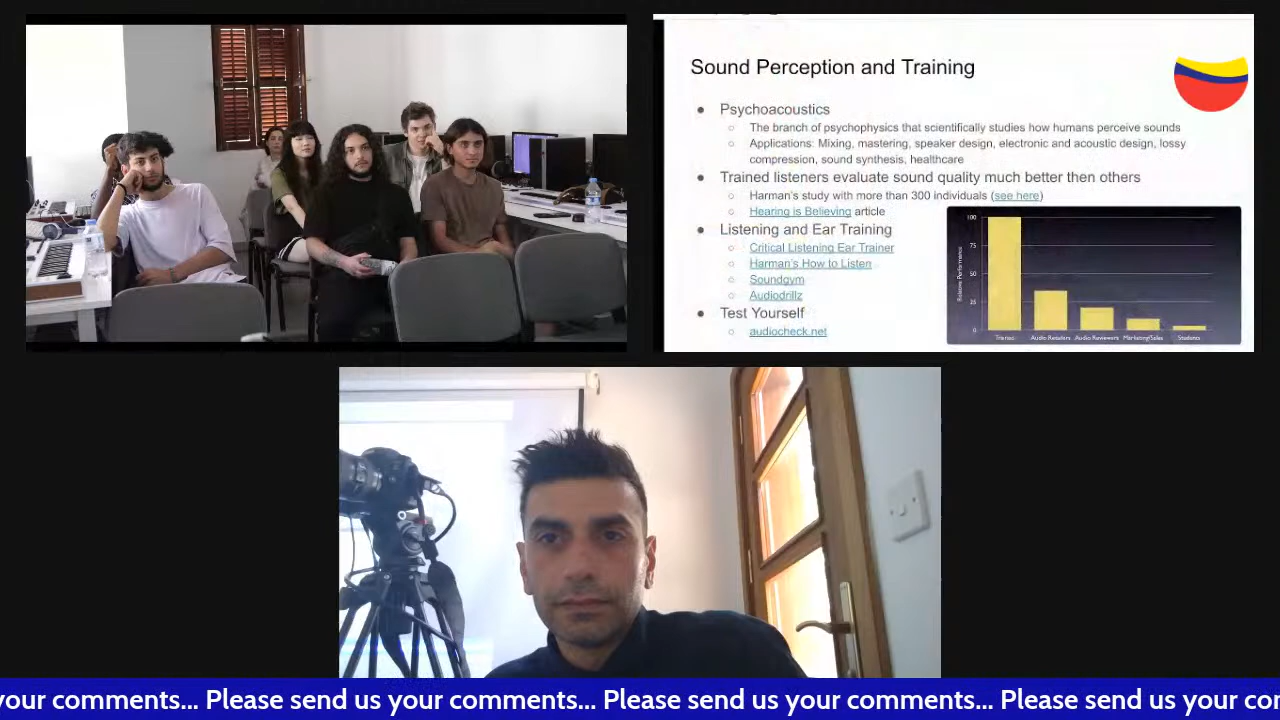 Sound Perception and Training
● Psychoacoustics
○ The branch of psychophysics that scientifically studies how humans perceive sounds
○ Applications: Mixing, mastering, speaker design, electronic and acoustic design, lossy
compression, sound synthesis, healthcare
● Trained listeners evaluate sound quality much better then others
○ Harman's study with more than 300 individuals (see here)
○ Hearing is Believing article
● Listening and Ear Training
○ Critical Listening Ear Trainer
○ Harman's How to Listen
○ Soundgym
○ Audiodrillz
● Test Yourself
○ audiocheck.net
Relative Performance
100
75
50
25
0
Trained Audio Retailers Audio Reviewers Marketing/Sales Students
your comments... Please send us your comments... Please send us your comments... Please send us your con